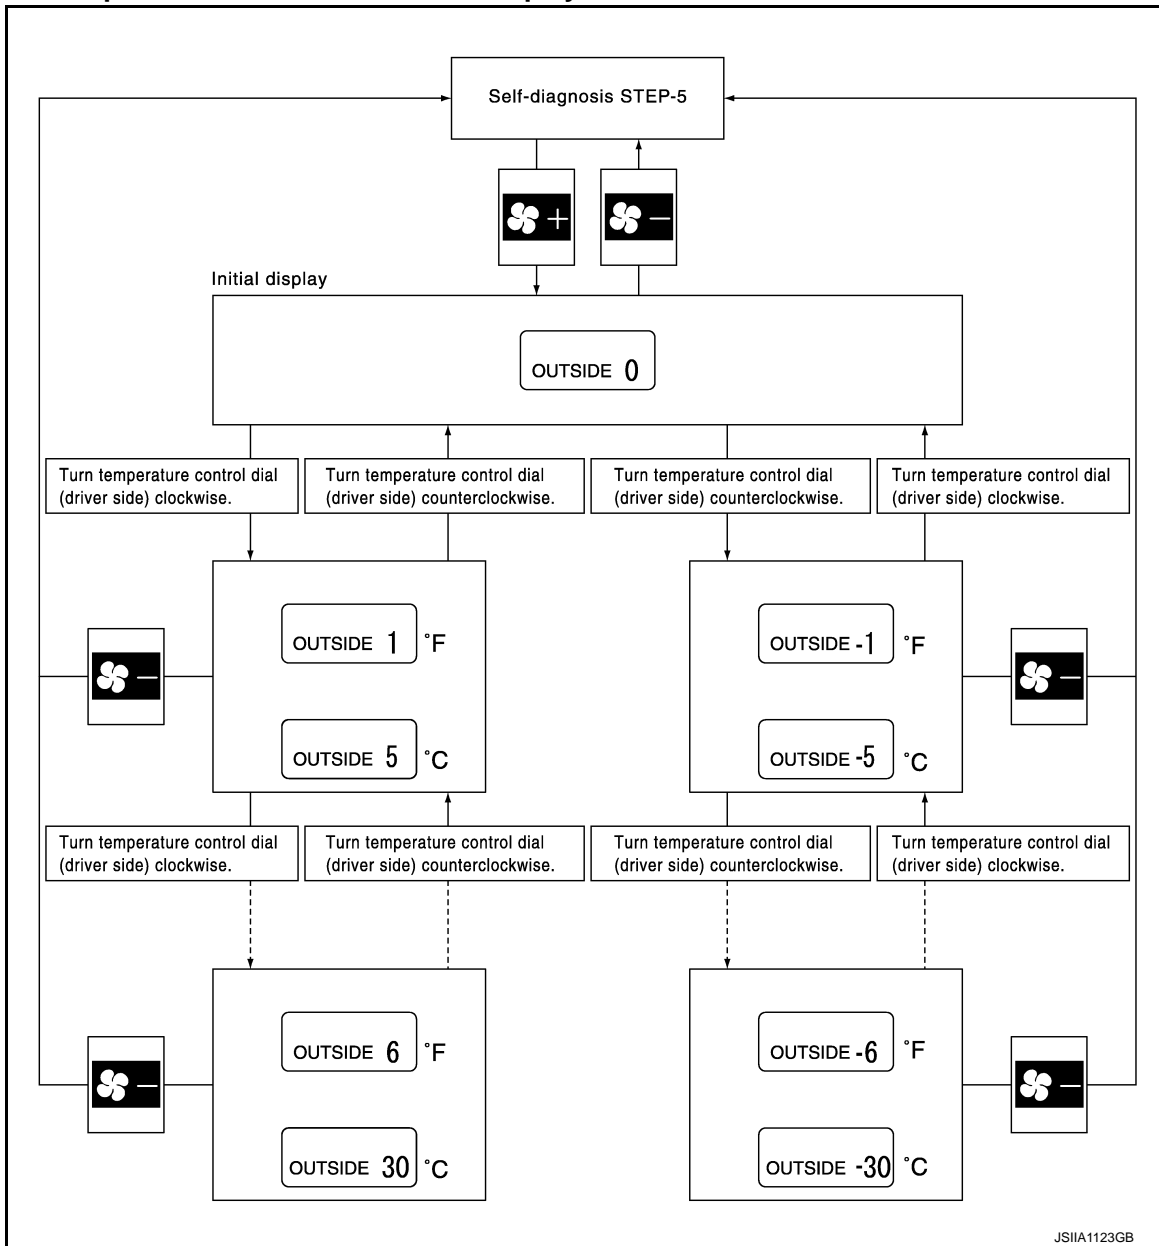 Self-diagnosis STEP-5
+
−
Initial display
OUTSIDE 0
Turn temperature control dial
(driver side) clockwise.
Turn temperature control dial
(driver side) counterclockwise.
Turn temperature control dial
(driver side) counterclockwise.
Turn temperature control dial
(driver side) clockwise.
OUTSIDE 1 °F
OUTSIDE -1 °F
−
−
OUTSIDE 5 °C
OUTSIDE -5 °C
Turn temperature control dial
(driver side) clockwise.
Turn temperature control dial
(driver side) counterclockwise.
Turn temperature control dial
(driver side) counterclockwise.
Turn temperature control dial
(driver side) clockwise.
OUTSIDE 6 °F
OUTSIDE -6 °F
−
−
OUTSIDE 30 °C
OUTSIDE -30 °C
JSIIA1123GB